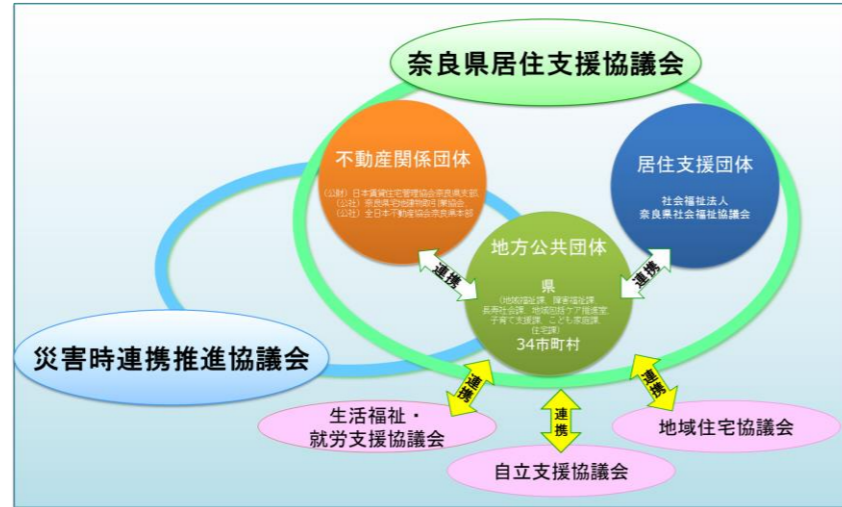 奈良県居住支援協議会
不動産関係団体
(公財)日本賃貸住宅管理協会奈良県支部、
(公社)奈良県宅地建物取引業協会、
(公社)全日本不動産協会奈良県本部
居住支援団体
社会福祉法人
奈良県社会福祉協議会
地方公共団体
県
(地域福祉課、障害福祉課、
長寿社会課、地域包括ケア推進室、
子育て支援課、こども家庭課、
住宅課)
34市町村
連携
連携
災害時連携推進協議会
連携
連携
連携
生活福祉・
就労支援協議会
自立支援協議会
地域住宅協議会